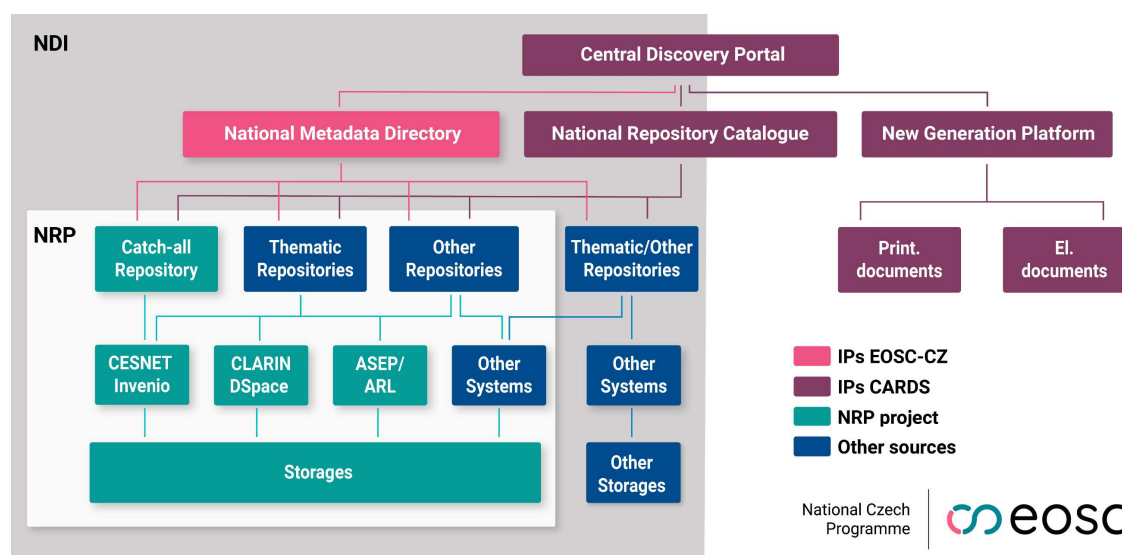 NDI
Central Discovery Portal
National Metadata Directory
National Repository Catalogue
New Generation Platform
NRP
Catch-all
Repository
Thematic
Repositories
Other
Repositories
Thematic/Other
Repositories
Print.
documents
El.
documents
CESNET
Invenio
CLARIN
DSpace
ASEP/
ARL
Other
Systems
Other
Systems
IPs EOSC-CZ
IPs CARDS
NRP project
Other sources
Storages
Other
Storages
National Czech
Programme
eosc